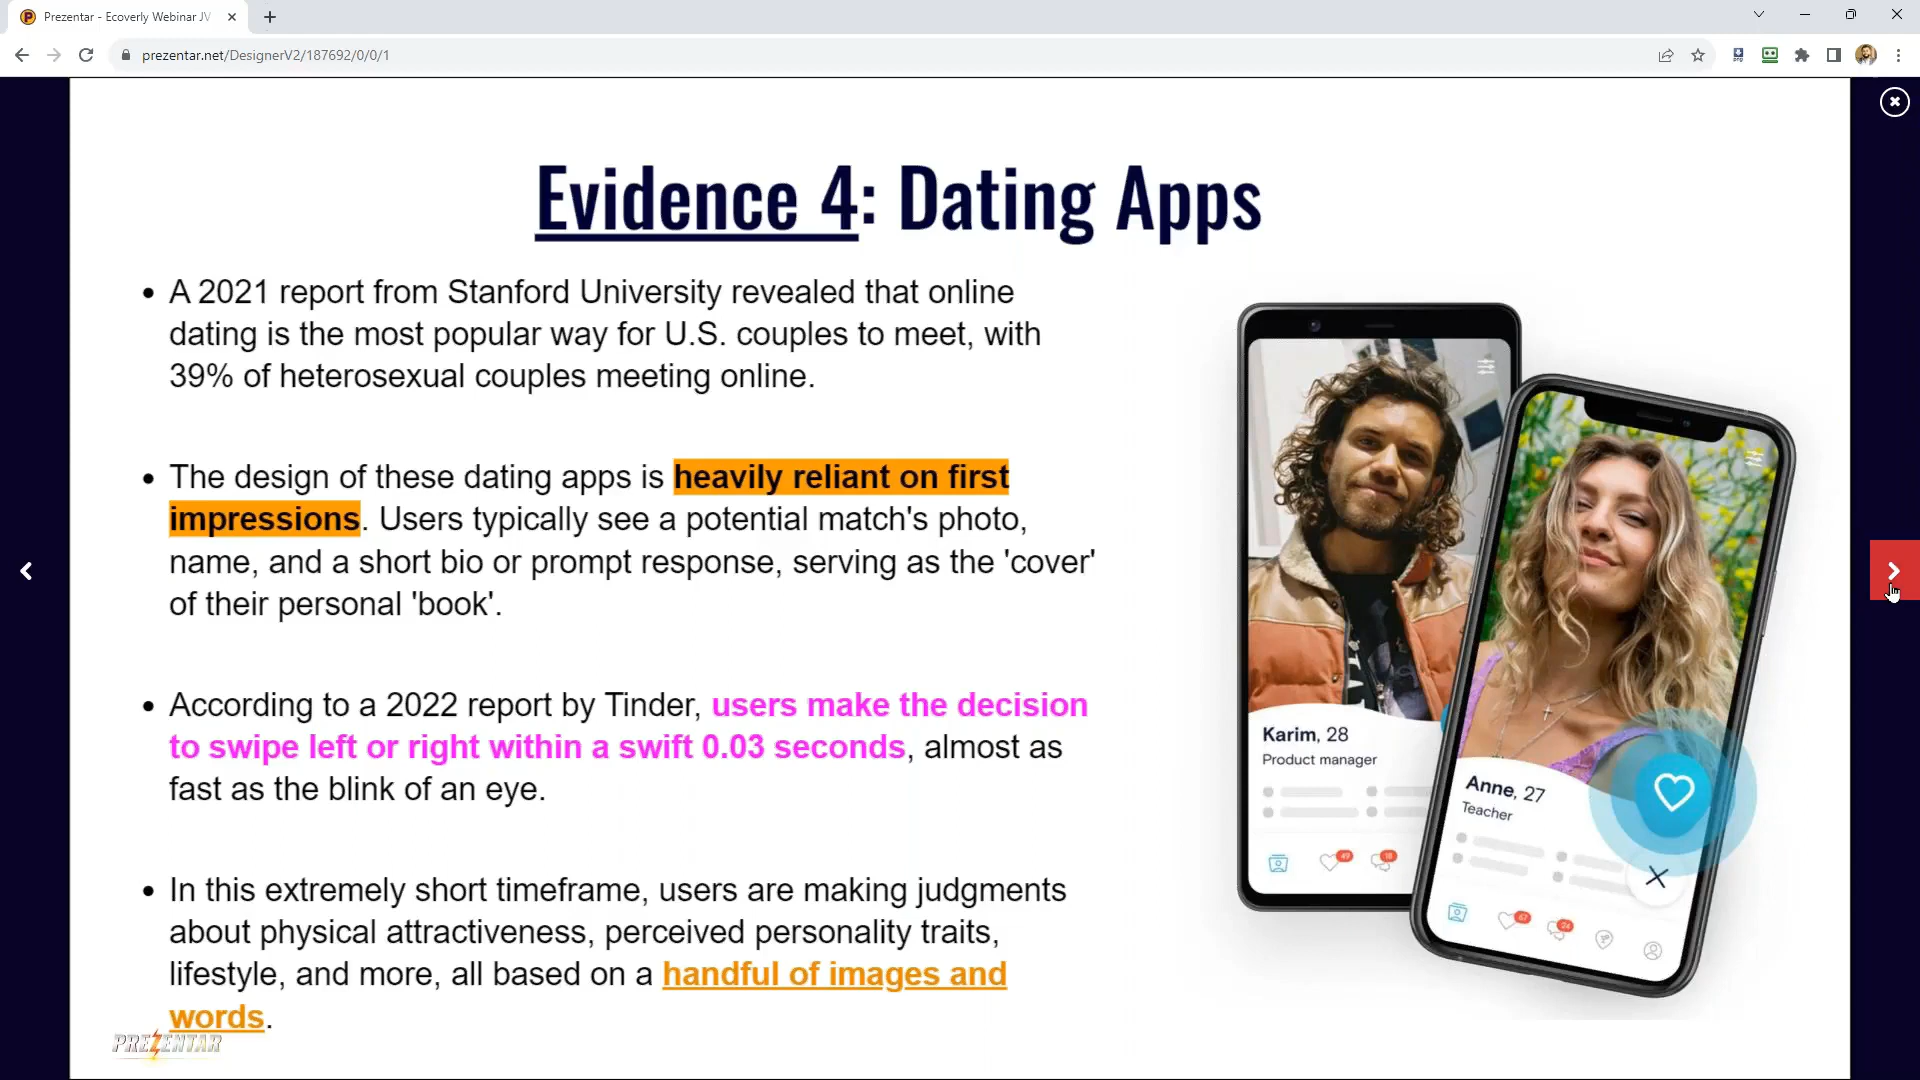 Prezentar - Ecoverly Webinar JV
prezentar.net/DesignerV2/187692/0/0/1
Evidence 4: Dating Apps
A 2021 report from Stanford University revealed that online
dating is the most popular way for U.S. couples to meet, with
39% of heterosexual couples meeting online.
The design of these dating apps is heavily reliant on first
impressions. Users typically see a potential match's photo,
name, and a short bio or prompt response, serving as the 'cover'
of their personal 'book'.
According to a 2022 report by Tinder, users make the decision
to swipe left or right within a swift 0.03 seconds, almost as
fast as the blink of an eye.
In this extremely short timeframe, users are making judgments
about physical attractiveness, perceived personality traits,
lifestyle, and more, all based on a handful of images and
words.
PREZENTAR
Karim, 28
Product manager
49
18
Anne, 27
Teacher
67
24